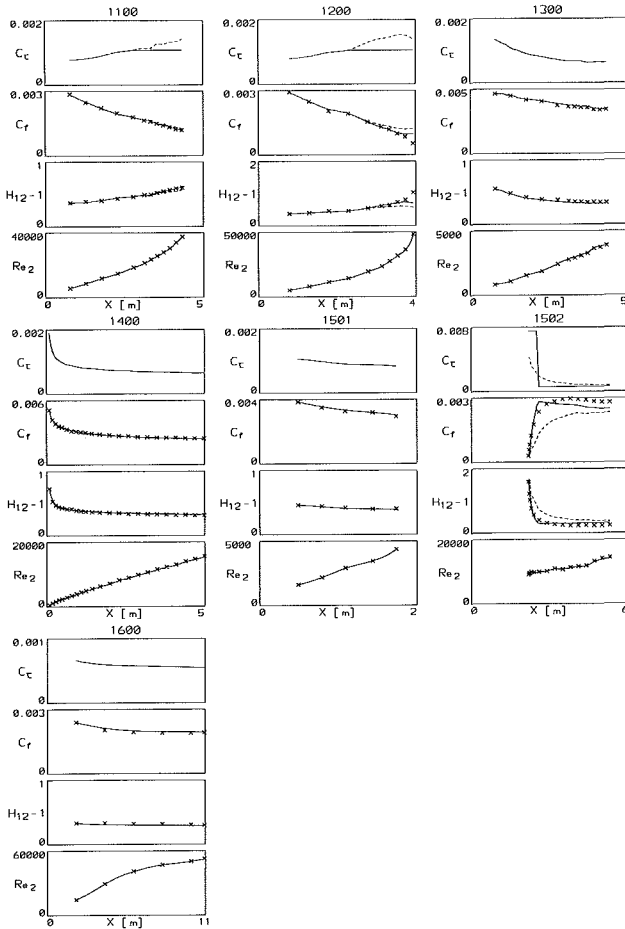 1100
0.002
Cτ
0
0.003
Cf
0
1
H12-1
0
40000
Re2
0
0 X [m] 5
1200
0.002
Cτ
0
0.003
Cf
0
2
H12-1
0
50000
Re2
0
0 X [m] 4
1300
0.002
Cτ
0
0.005
Cf
0
1
H12-1
0
5000
Re2
0
0 X [m] 5
1400
0.002
Cτ
0
0.006
Cf
0
1
H12-1
0
20000
Re2
0
0 X [m] 5
1501
0.002
Cτ
0
0.004
Cf
0
1
H12-1
0
5000
Re2
0
0 X [m] 2
1502
Cτ
0
0.003
Cf
0
2
H12-1
0
20000
Re2
0
0 X [m] 6
1600
0.001
Cτ
0
0.003
Cf
0
1
H12-1
0
60000
Re2
0
0 X [m] 11